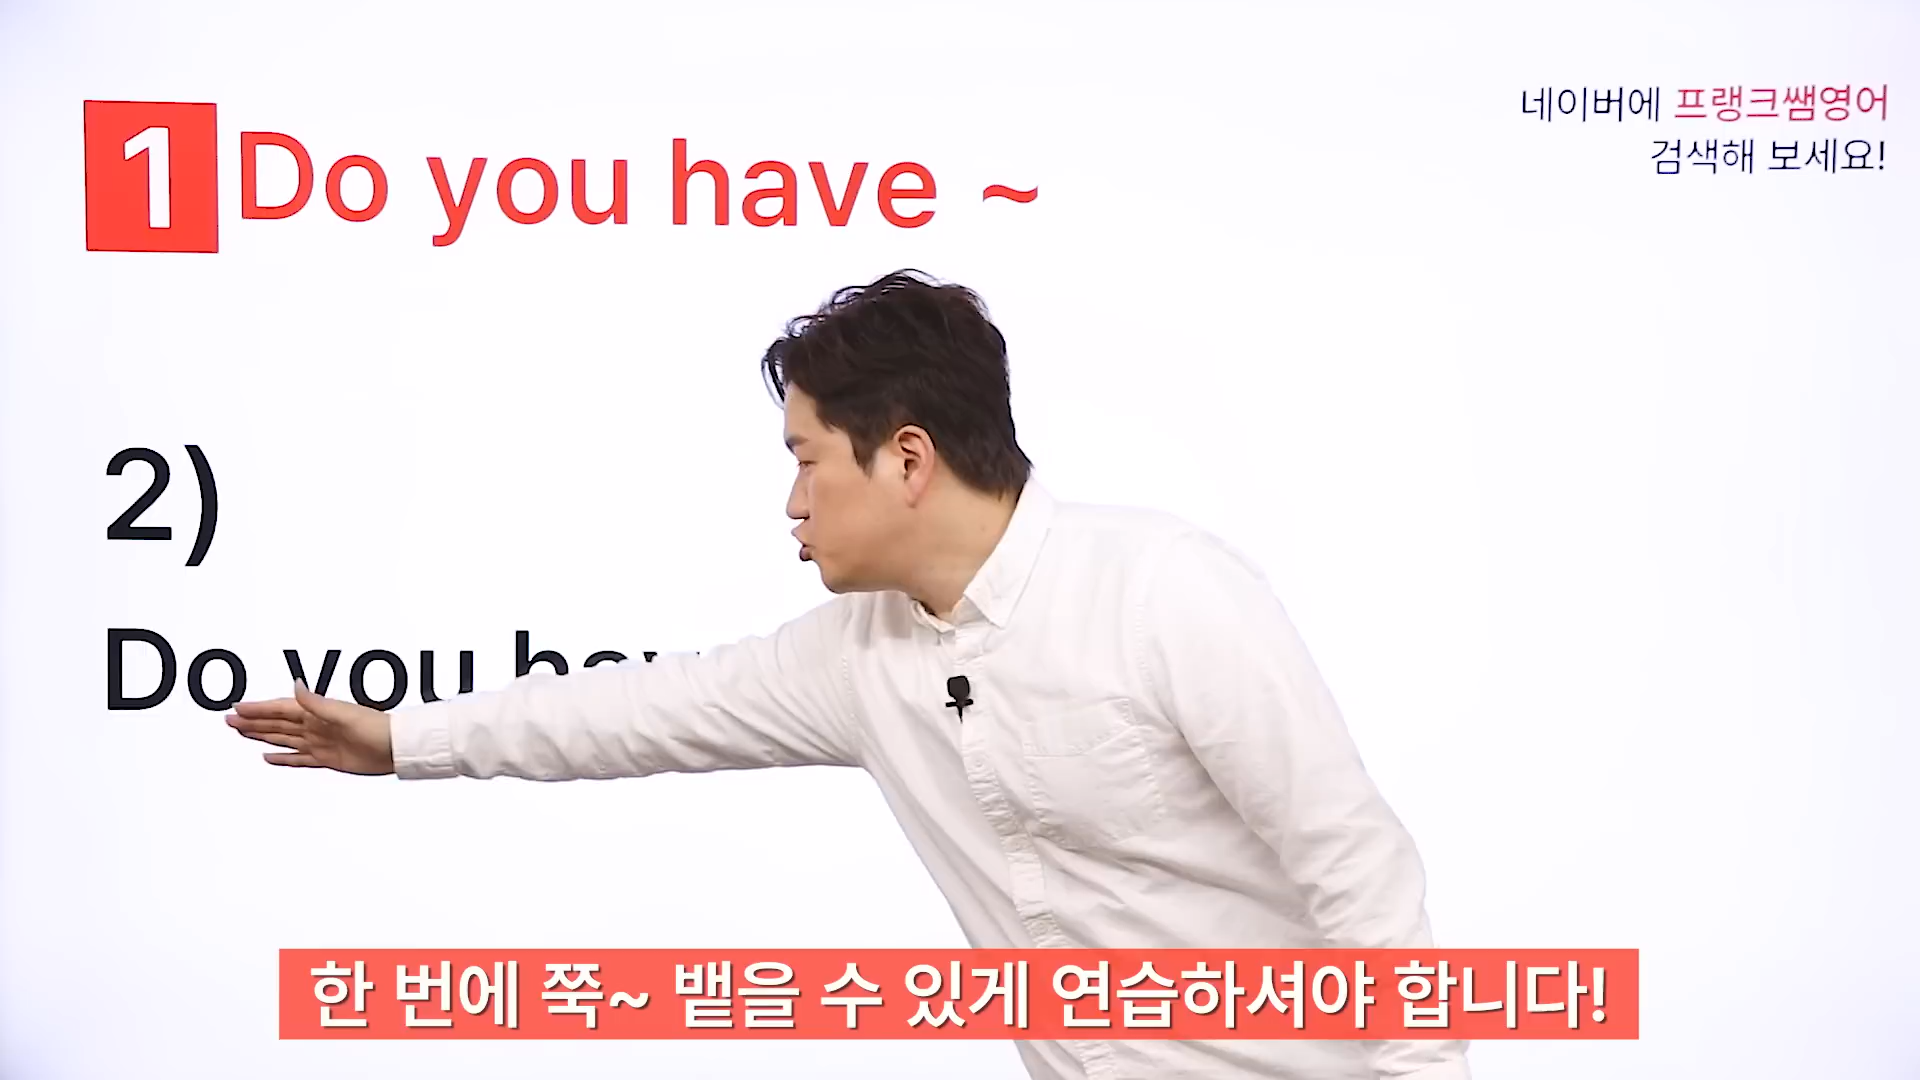 네이버에 프랭크쌤영어
검색해 보세요!
1 Do you have ~
2)
Do you have
한 번에 쭉~ 뱉을 수 있게 연습하셔야 합니다!